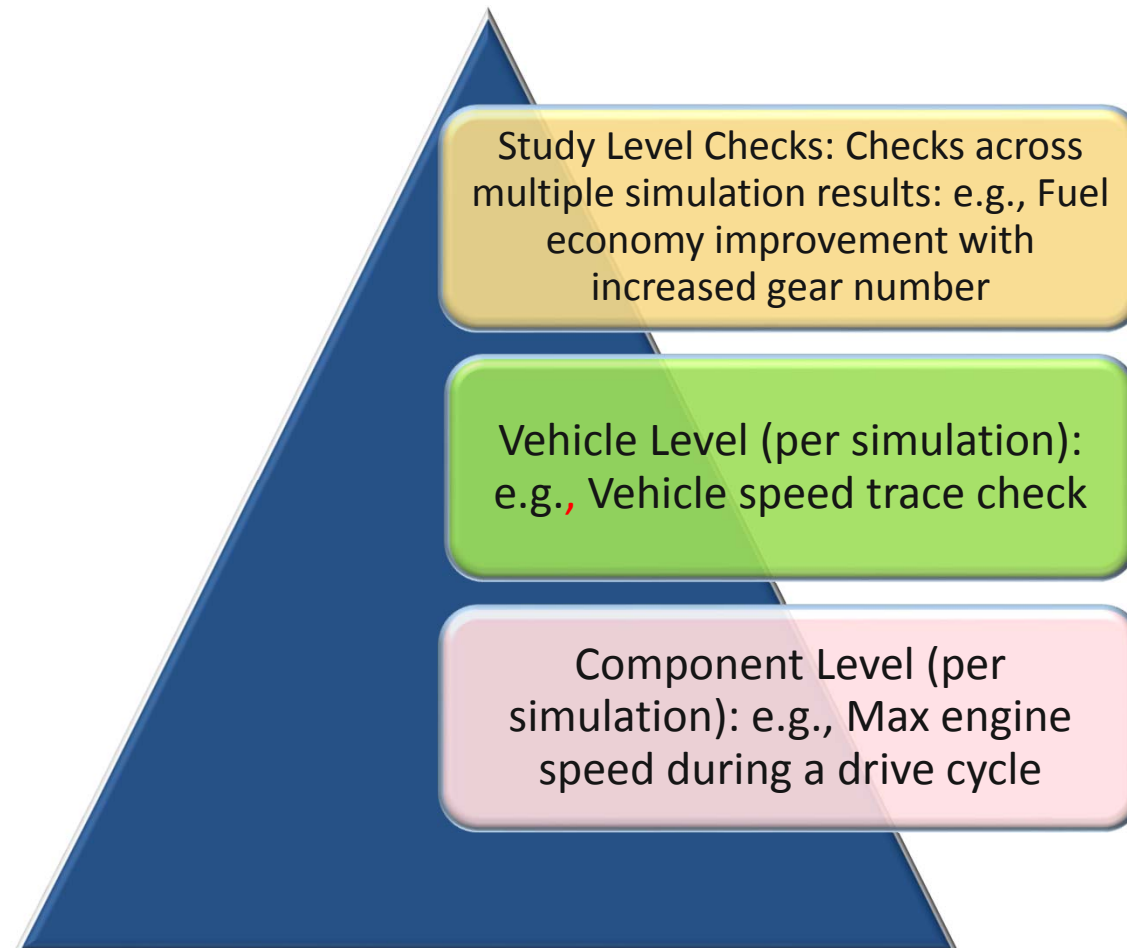 Study Level Checks: Checks across
multiple simulation results: e.g., Fuel
economy improvement with
increased gear number
Vehicle Level (per simulation):
e.g., Vehicle speed trace check
Component Level (per
simulation): e.g., Max engine
speed during a drive cycle